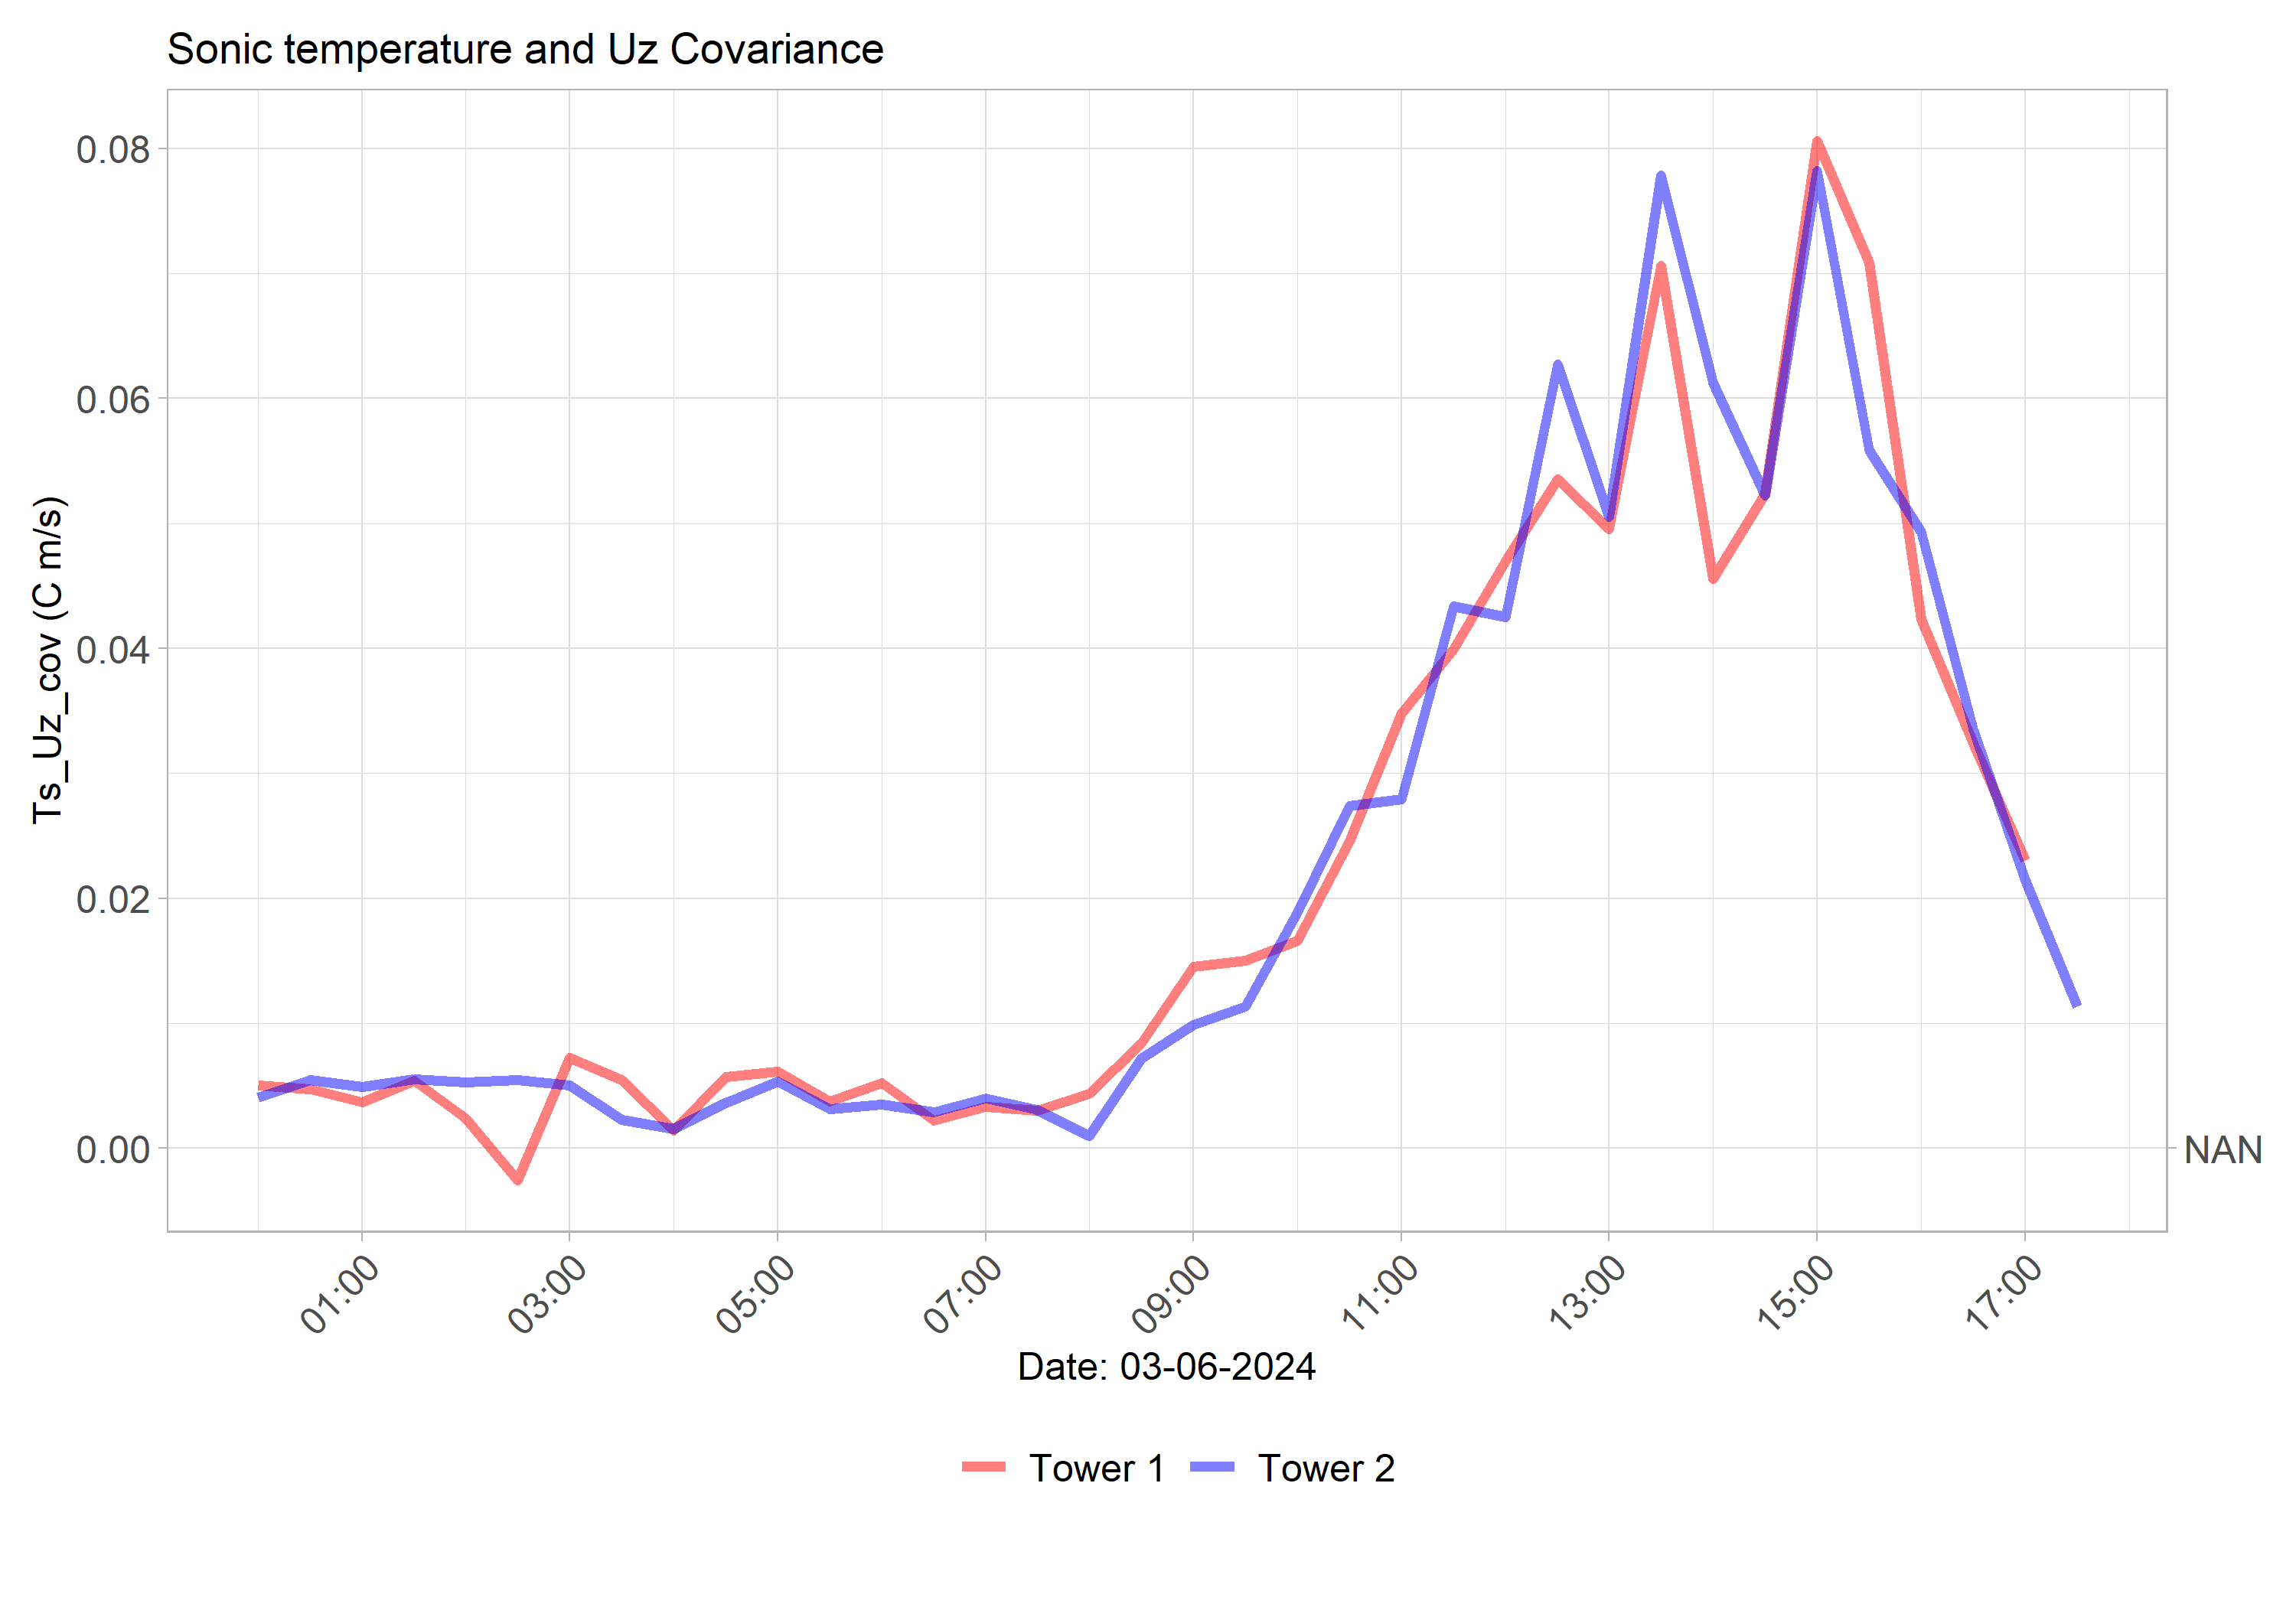 Sonic temperature and Uz Covariance
Ts_Uz_cov (C m/s)
0.08
0.06
0.04
0.02
0.00
NAN
01:00
03:00
05:00
07:00
09:00
11:00
13:00
15:00
17:00
Date: 03-06-2024
Tower 1
Tower 2